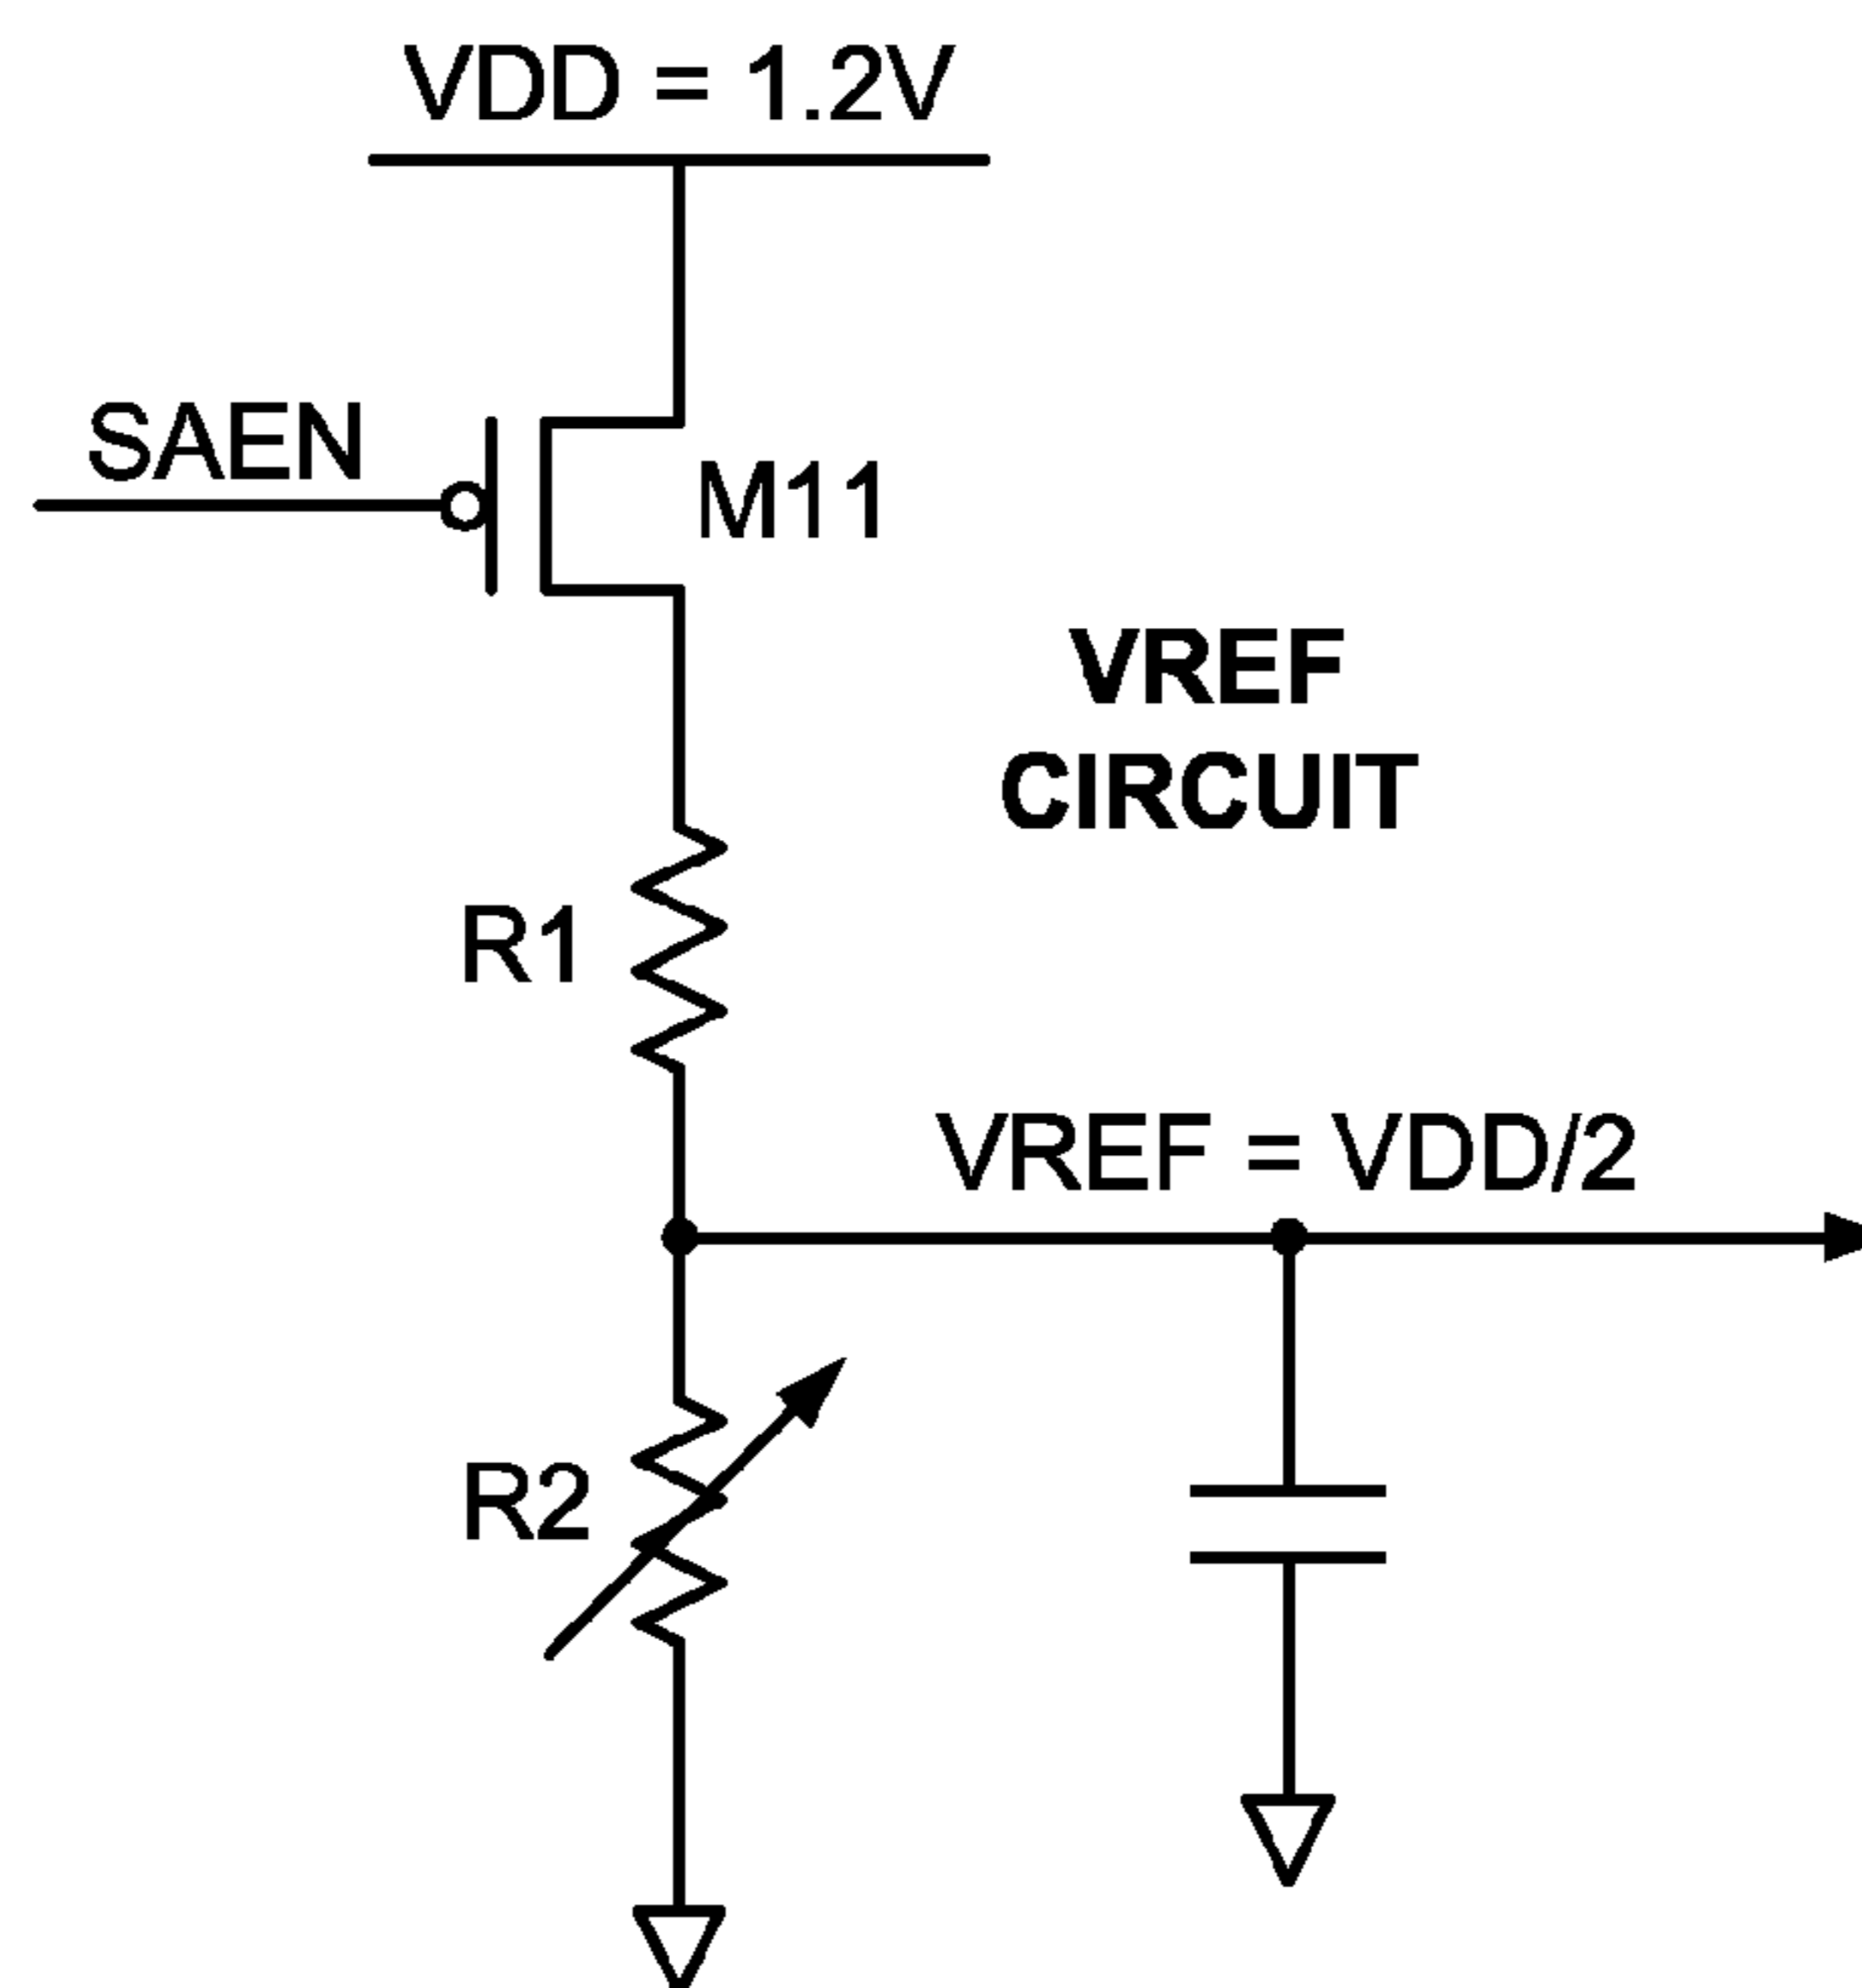 VDD = 1.2V
SAEN
M11
VREF
CIRCUIT
R1
VREF = VDD/2
R2